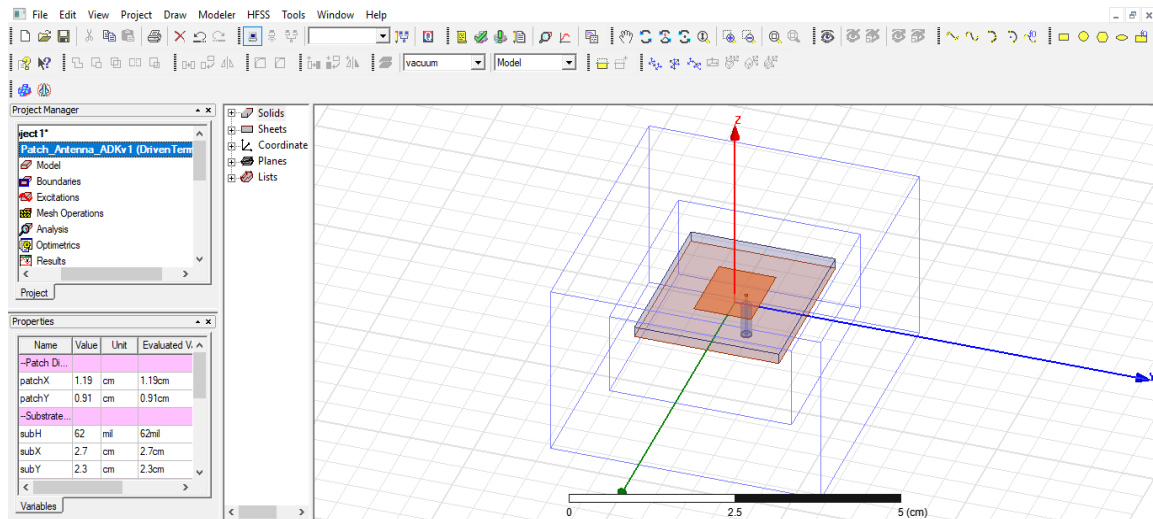 File Edit View Project Draw Modeler HFSS Tools Window Help
vacuum Model
Project Manager
ject1*
Patch_Antenna_ADKv1 (DrivenTerm
Model
Boundaries
Excitations
Mesh Operations
Analysis
Optimetrics
Results
Project
Properties
Name Value Unit Evaluated V
--Patch Di...
patchX 1.19 cm 1.19cm
patchY 0.91 cm 0.91cm
--Substrate...
subH 62 mil 62mil
subX 2.7 cm 2.7cm
subY 2.3 cm 2.3cm
Variables
Solids
Sheets
Coordinate
Planes
Lists
Z
0 2.5 5 (cm)